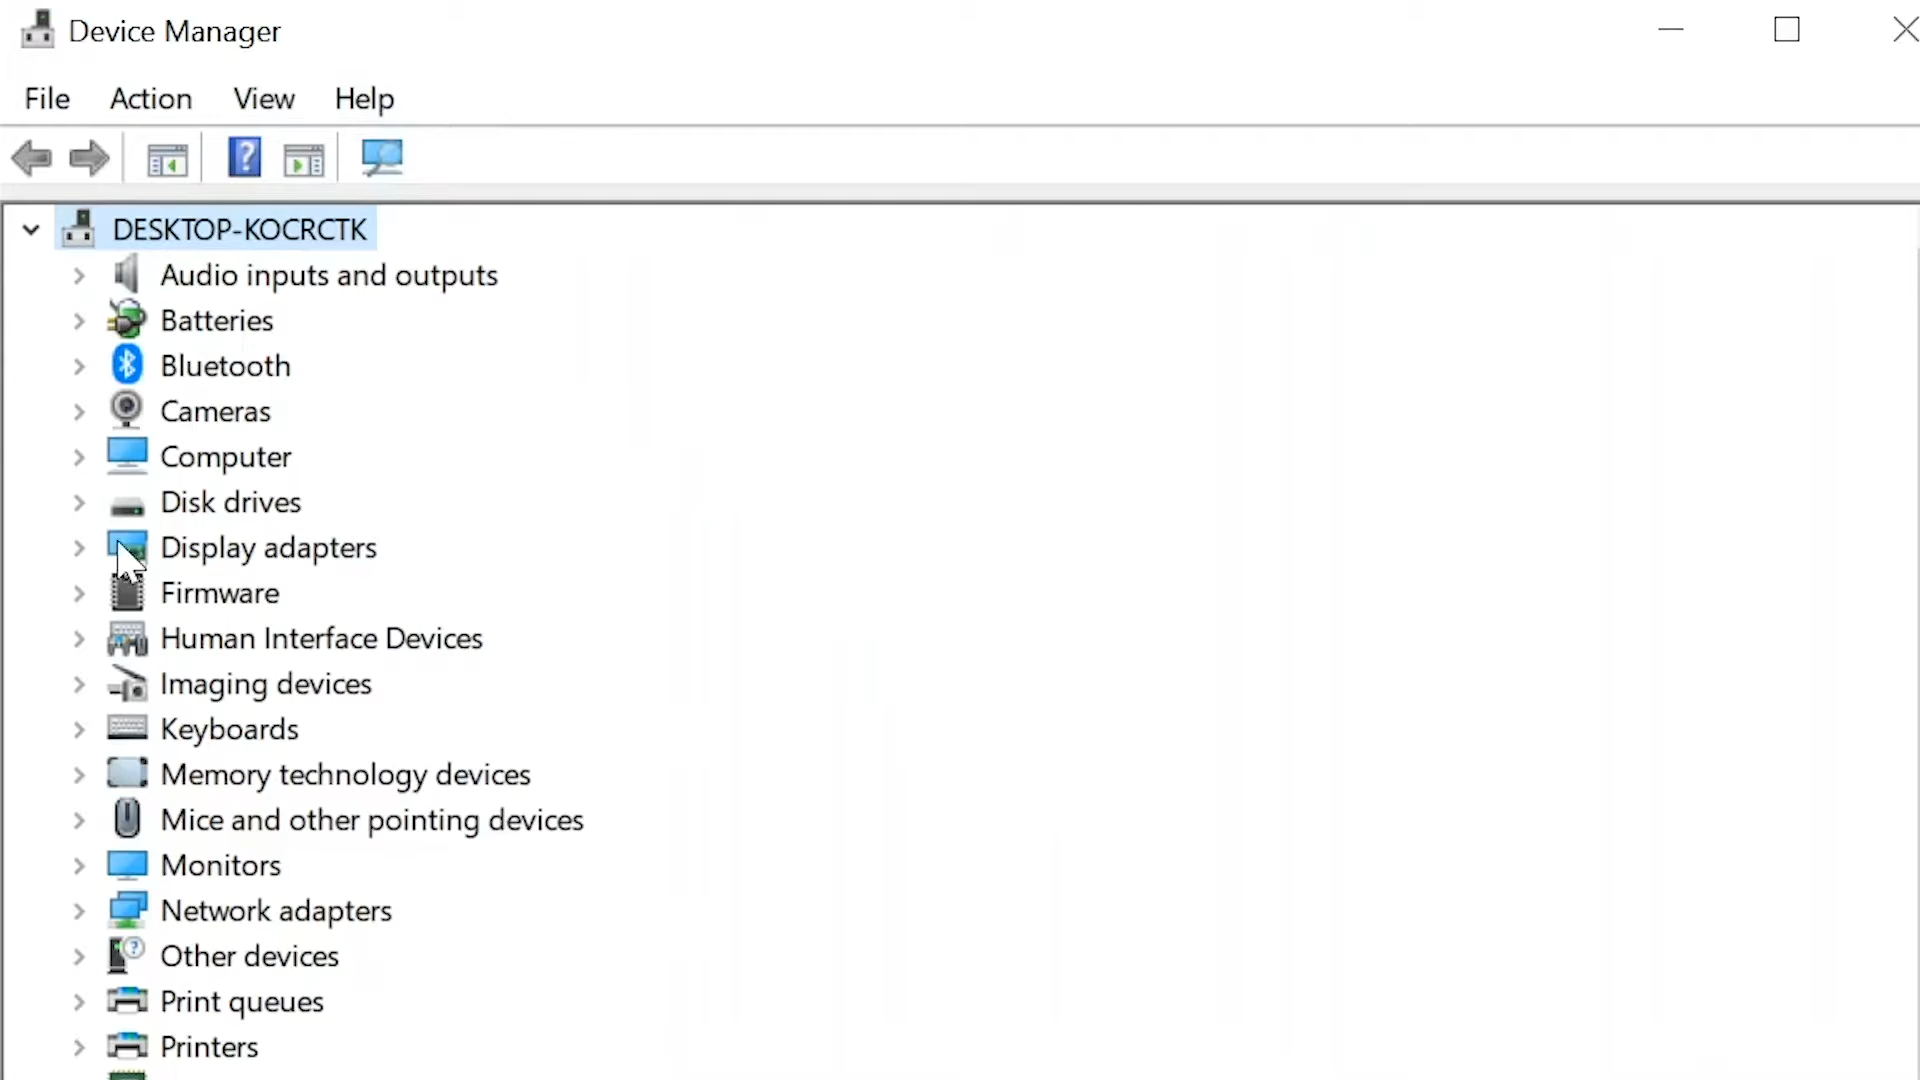 Device Manager
File Action View Help
DESKTOP-KOCRCTK
Audio inputs and outputs
Batteries
Bluetooth
Cameras
Computer
Disk drives
Display adapters
Firmware
Human Interface Devices
Imaging devices
Keyboards
Memory technology devices
Mice and other pointing devices
Monitors
Network adapters
Other devices
Print queues
Printers